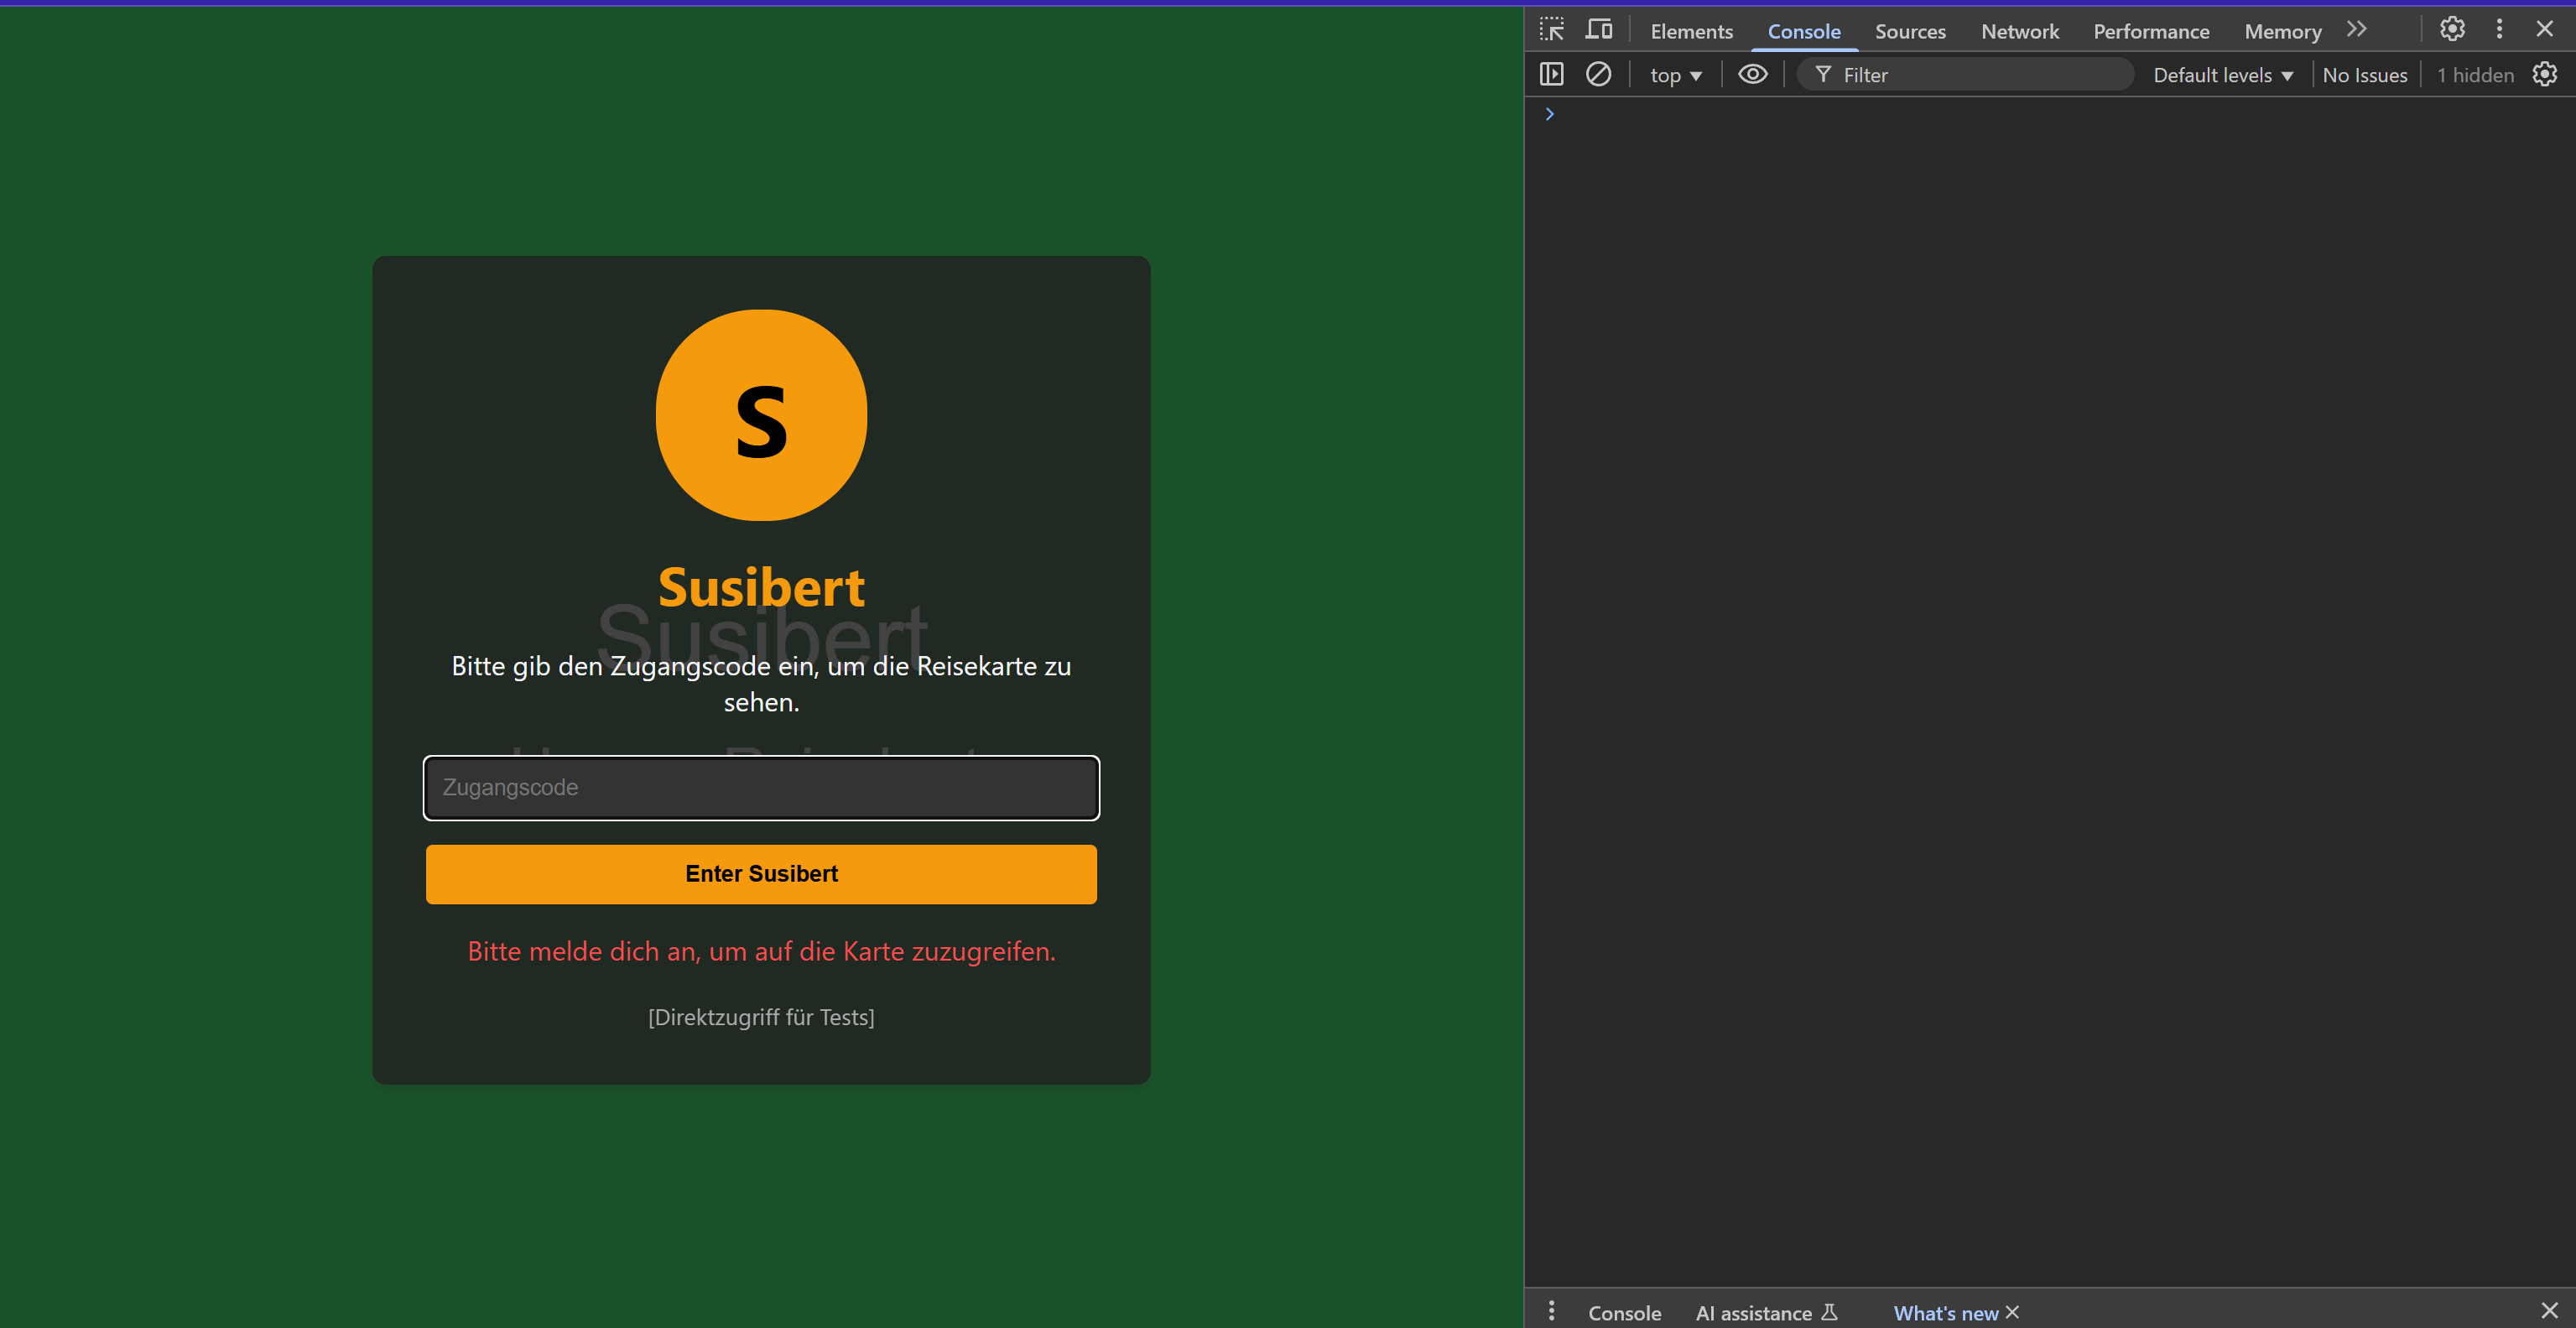 Elements Console Sources Network Performance Memory
top Filter Default levels No Issues 1 hidden
S
Susibert
Susibert
Bitte gib den Zugangscode ein, um die Reisekarte zu
sehen.
Zugangscode
Enter Susibert
Bitte melde dich an, um auf die Karte zuzugreifen.
[Direktzugriff für Tests]
Console AI assistance What's new